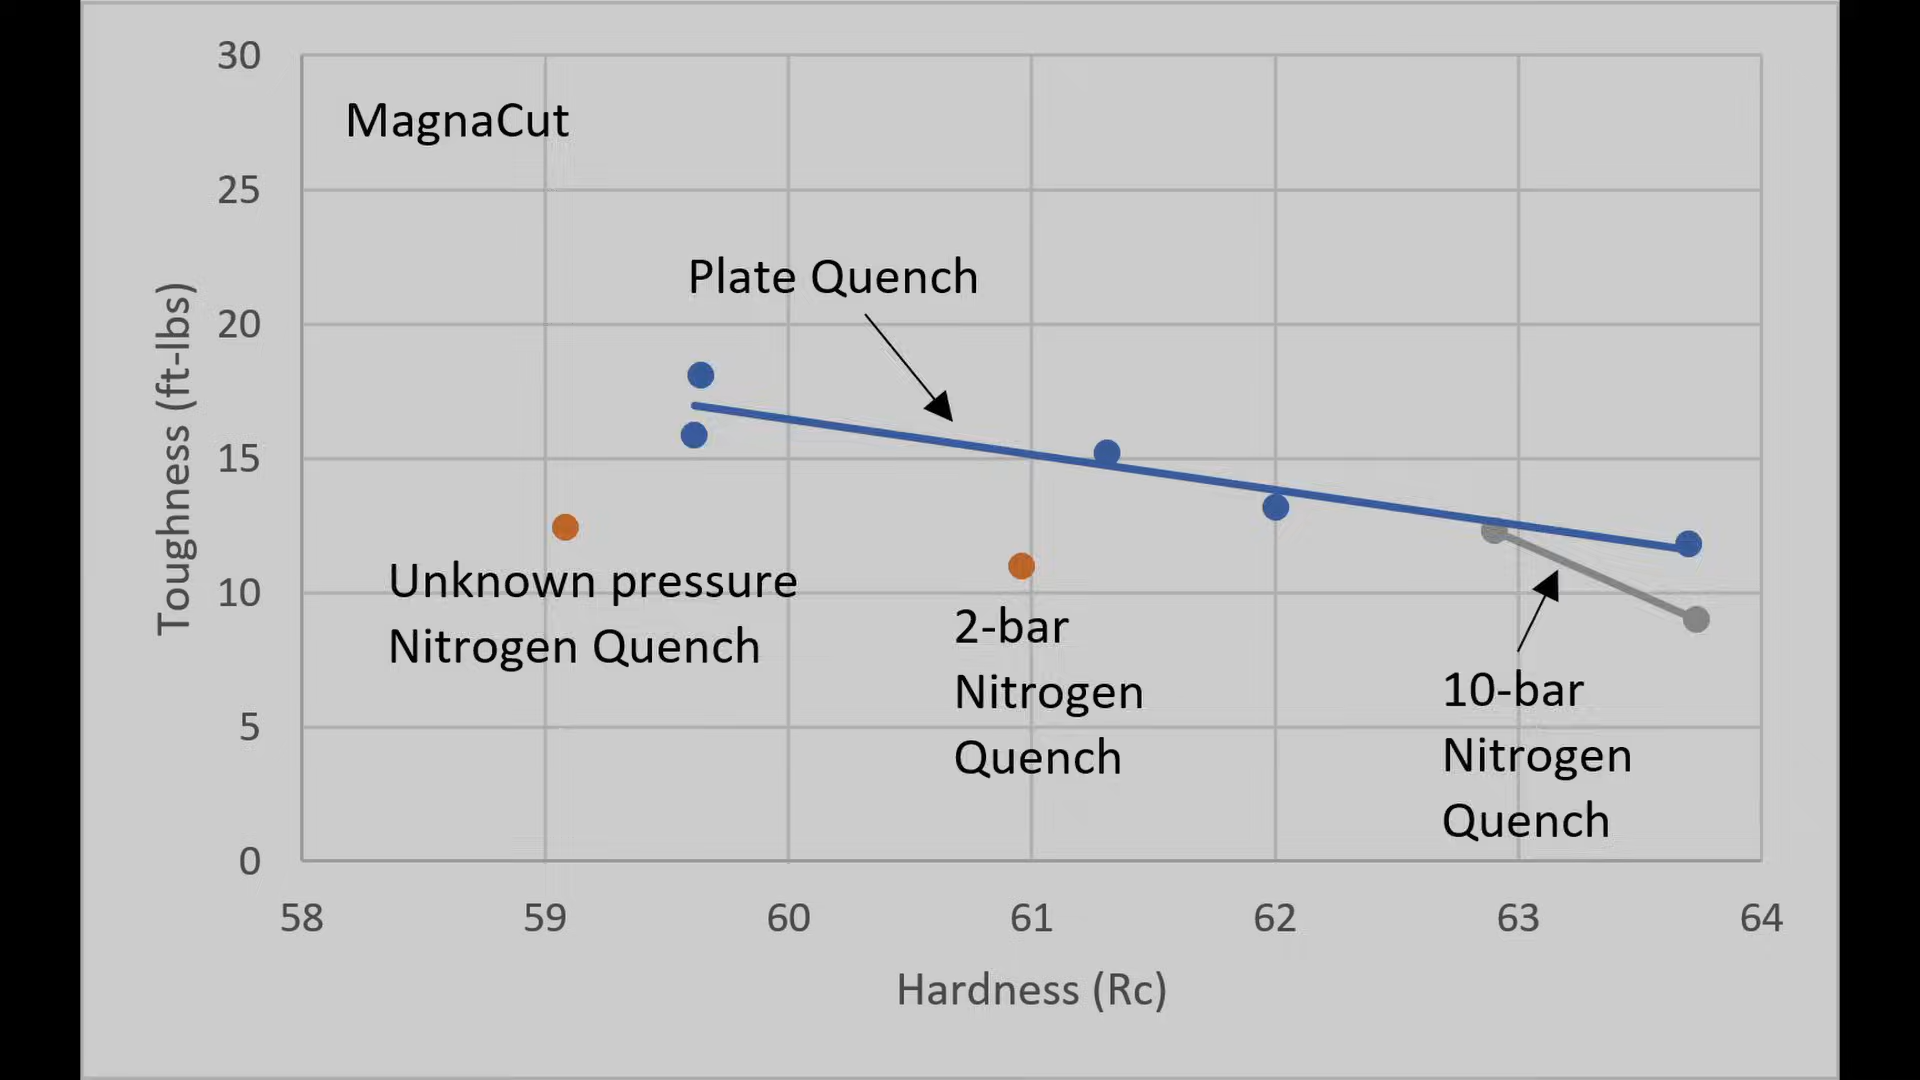 30
MagnaCut
25
Plate Quench
20
Toughness (ft-lbs)
15
Unknown pressure
Nitrogen Quench
10
2-bar
Nitrogen
Quench
10-bar
Nitrogen
Quench
5
0
58 59 60 61 62 63 64
Hardness (Rc)